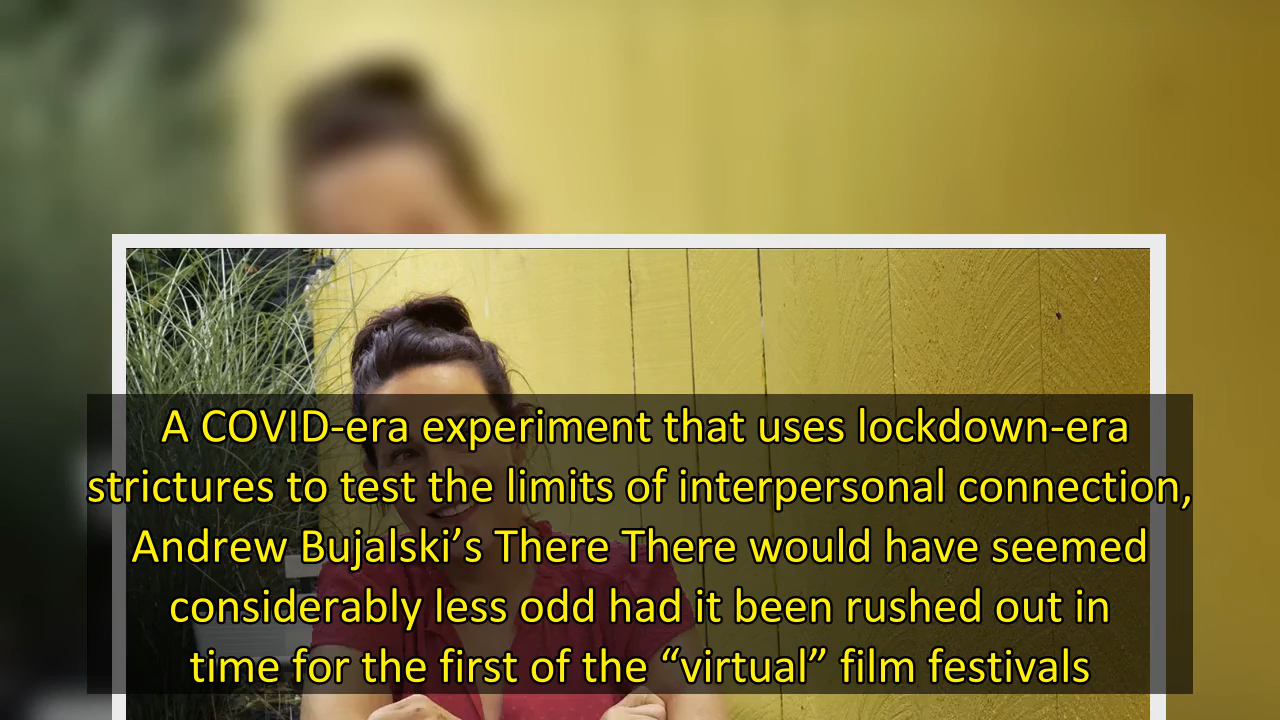 A COVID-era experiment that uses lockdown-era
strictures to test the limits of interpersonal connection,
Andrew Bujalski’s There There would have seemed
considerably less odd had it been rushed out in
time for the first of the “virtual” film festivals